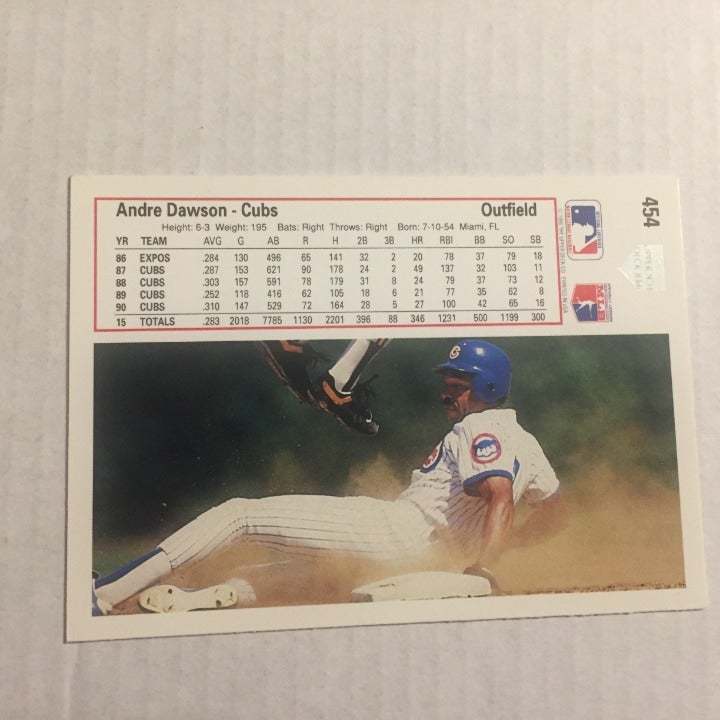 Andre Dawson - Cubs Outfield
Height: 6-3 Weight: 195 Bats: Right Throws: Right Born: 7-10-54 Miami, FL
YR TEAM AVG G AB R H 2B 3B HR RBI BB SO SB
86 EXPOS .284 130 496 65 141 32 2 20 78 37 79 18
87 CUBS .287 153 621 90 178 24 2 49 137 32 103 11
88 CUBS .303 157 591 78 179 31 8 24 79 37 73 12
89 CUBS .252 118 416 62 105 18 6 21 77 35 62 8
90 CUBS .310 147 529 72 164 28 5 27 100 42 65 16
15 TOTALS .283 2018 7785 1130 2201 396 88 346 1231 500 1199 300
454
C